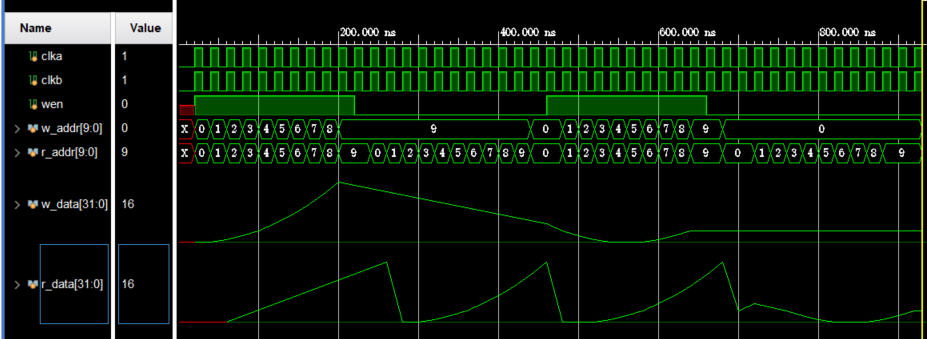 Name Value
200.000 ns 400.000 ns 600.000 ns 800.000 ns
clka 1
clkb 1
wen 0
w_addr[9:0] 0 X 0 1 2 3 4 5 6 7 8 9 0 1 2 3 4 5 6 7 8 9 0
r_addr[9:0] 9 X 0 1 2 3 4 5 6 7 8 9 0 1 2 3 4 5 6 7 8 9 0 1 2 3 4 5 6 7 8 9 0 1 2 3 4 5 6 7 8 9
w_data[31:0] 16
r_data[31:0] 16